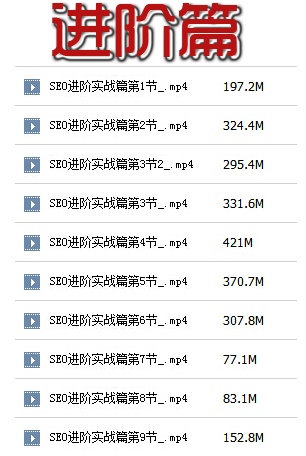 进阶篇
SEO进阶实战篇第1节_.mp4 197.2M
SEO进阶实战篇第2节_.mp4 324.4M
SEO进阶实战篇第3节2_.mp4 295.4M
SEO进阶实战篇第3节_.mp4 331.6M
SEO进阶实战篇第4节_.mp4 421M
SEO进阶实战篇第5节_.mp4 370.7M
SEO进阶实战篇第6节_.mp4 307.8M
SEO进阶实战篇第7节_.mp4 77.1M
SEO进阶实战篇第8节_.mp4 83.1M
SEO进阶实战篇第9节_.mp4 152.8M